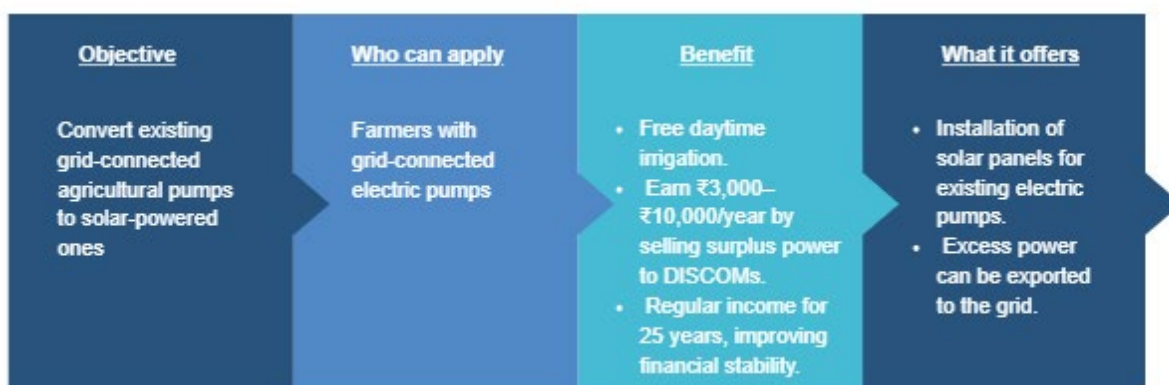 Objective
Convert existing
grid-connected
agricultural pumps
to solar-powered
ones
Who can apply
Farmers with
grid-connected
electric pumps
Benefit
• Free daytime
irrigation.
• Earn ₹3,000–
₹10,000/year by
selling surplus power
to DISCOMs.
• Regular income for
25 years, improving
financial stability.
What it offers
• Installation of
solar panels for
existing electric
pumps.
• Excess power
can be exported
to the grid.